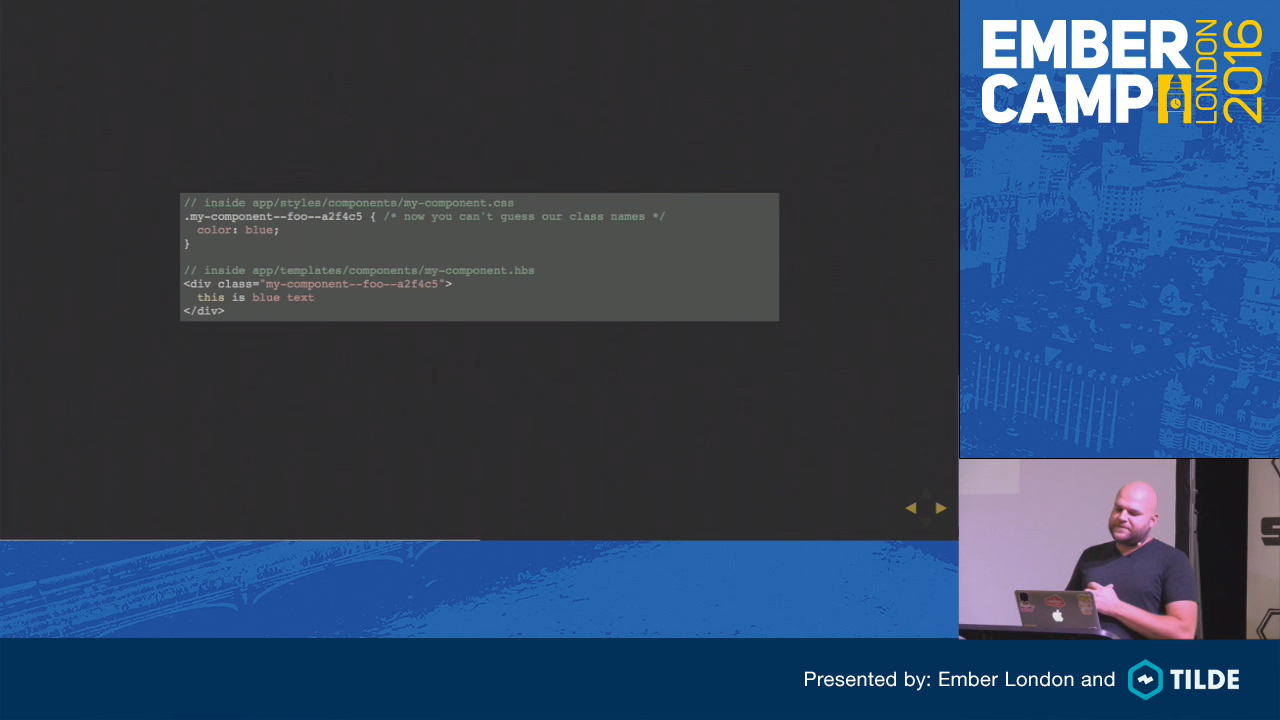 // inside app/styles/components/my-component.css
.my-component--foo--a2f4c5 { /* now you can't guess our class names */
  color: blue;
}

// inside app/templates/components/my-component.hbs
<div class="my-component--foo--a2f4c5">
  this is blue text
</div>
EMBER
CAMP
LONDON
2016
Presented by: Ember London and
TILDE